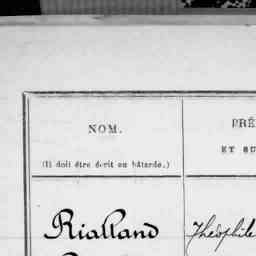 NOM.
PRÉ
ET SU
(Il doit être écrit en bâtarde.)
Rialland
Théophile